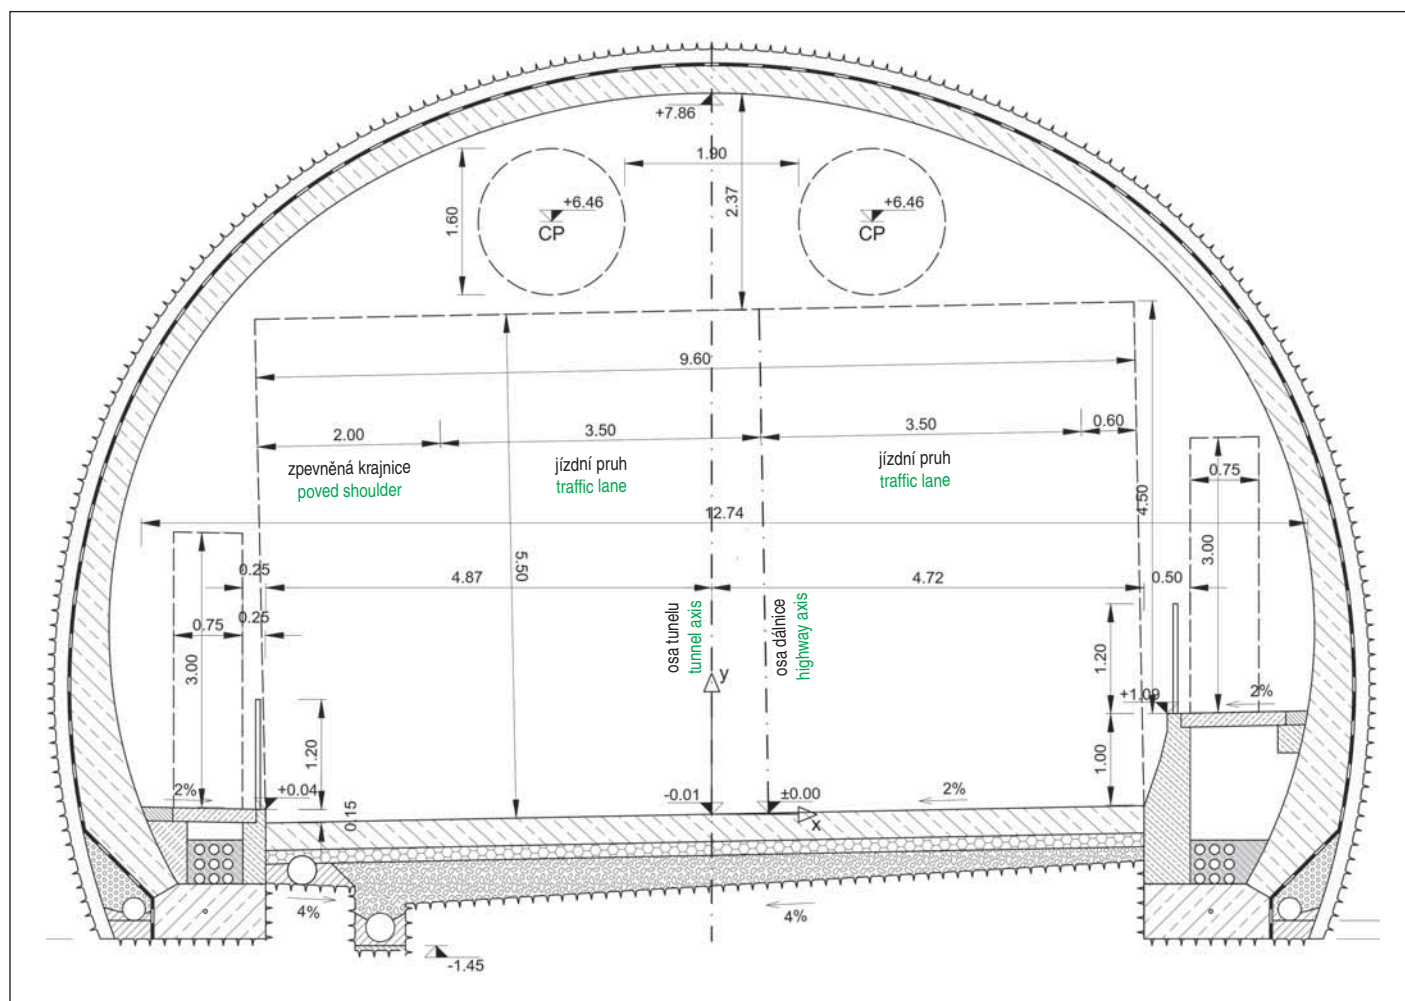 +7.86
1.90
1.60
+6.46
CP
2.37
+6.46
CP
9.60
2.00
3.50
3.50
0.60
zpevněná krajnice
poved shoulder
jízdní pruh
traffic lane
jízdní pruh
traffic lane
0.75
4.50
12.74
3.00
5.50
0.25
4.87
4.72
0.50
0.75
0.25
3.00
osa tunelu
tunnel axis
osa dálnice
highway axis
1.20
y
+1.09
2%
1.20
1.00
2%
+0.04
0.15
-0.01
±0.00
x
2%
4%
4%
-1.45